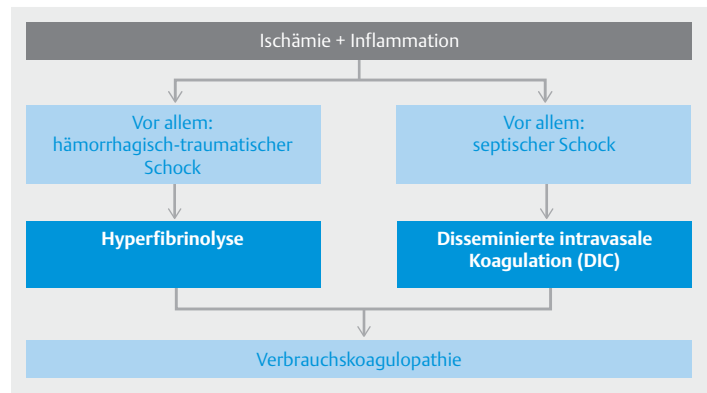 Ischämie + Inflammation
Vor allem:
hämorrhagisch-traumatischer
Schock
Vor allem:
septischer Schock
Hyperfibrinolyse
Disseminierte intravasale
Koagulation (DIC)
Verbrauchskoagulopathie